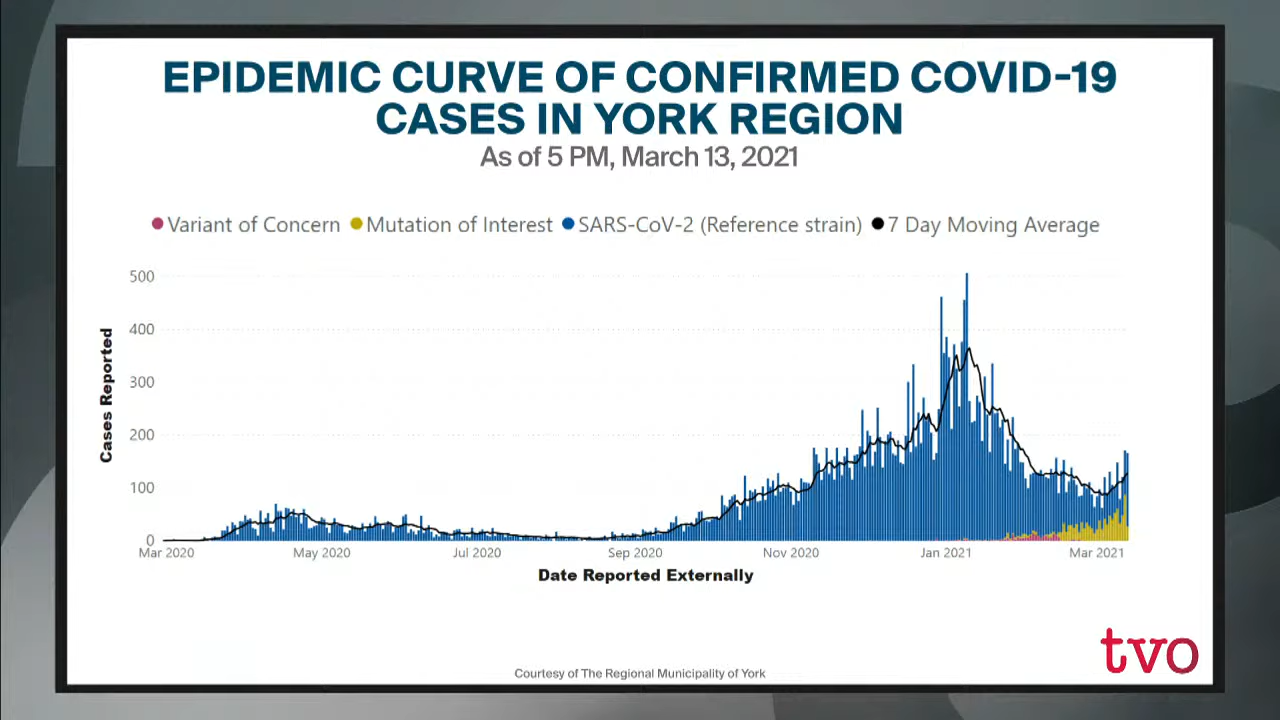 EPIDEMIC CURVE OF CONFIRMED COVID-19
CASES IN YORK REGION
As of 5 PM, March 13, 2021
Variant of Concern Mutation of Interest SARS-CoV-2 (Reference strain) 7 Day Moving Average
Cases Reported
500
400
300
200
100
0
Mar 2020 May 2020 Jul 2020 Sep 2020 Nov 2020 Jan 2021 Mar 2021
Date Reported Externally
tvo
Courtesy of The Regional Municipality of York